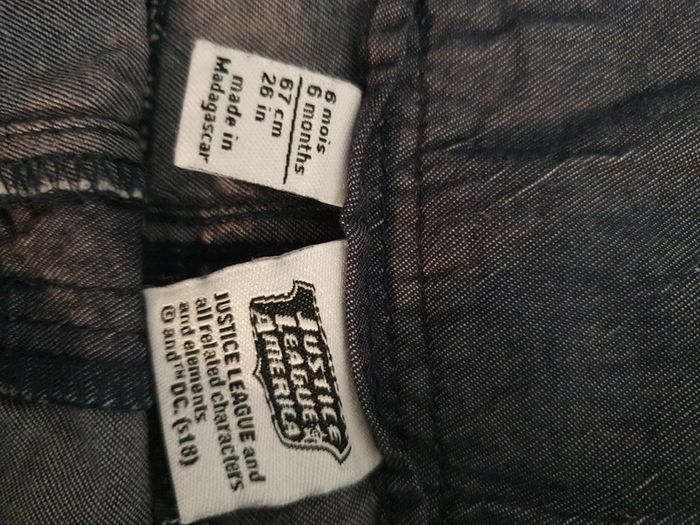 6 mois
6 months
67 cm
26 in
made in
Madagascar
JUSTICE
LEAGUE
AMERICA
JUSTICE LEAGUE and
all related characters
and elements
© and ™ DC. (s18)